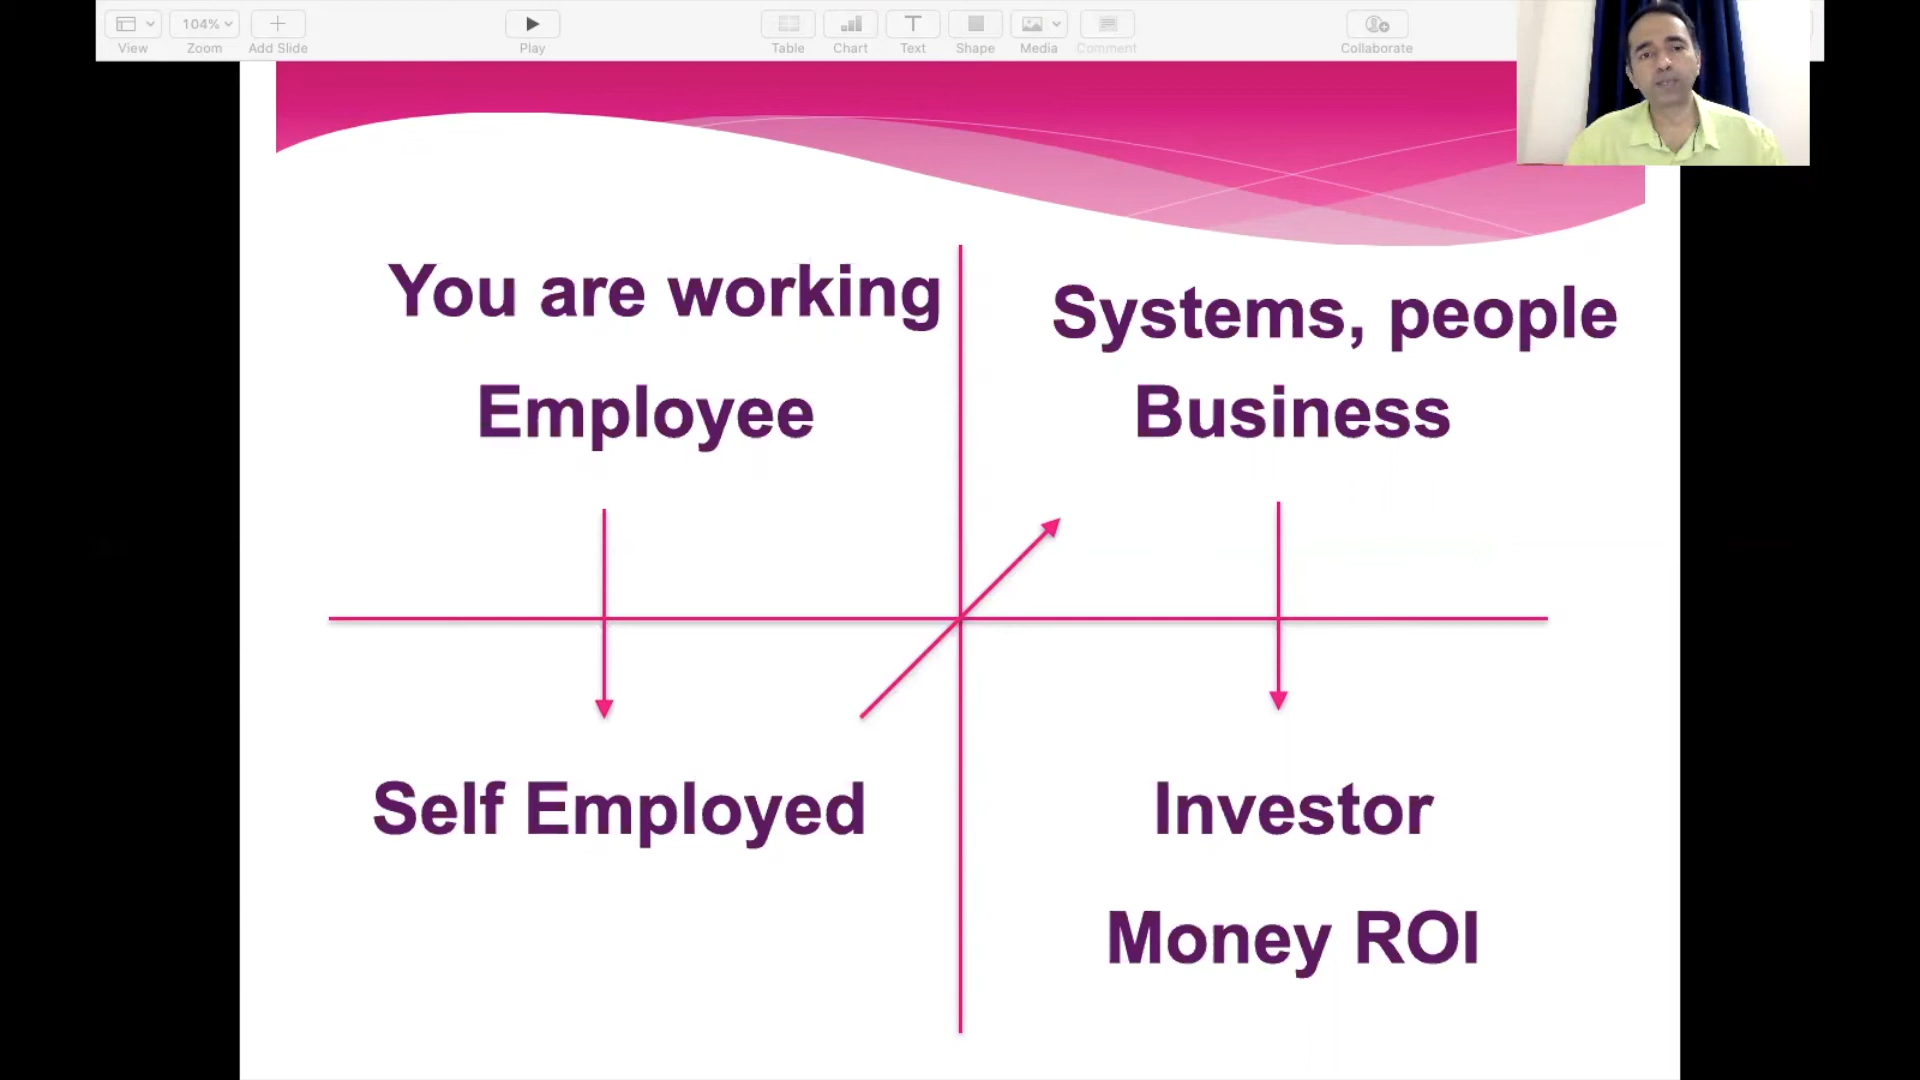 104%
View
Zoom
Add Slide
Play
Table
Chart
Text
Shape
Media
Comment
Collaborate
You are working
Employee
Systems, people
Business
Self Employed
Investor
Money ROI